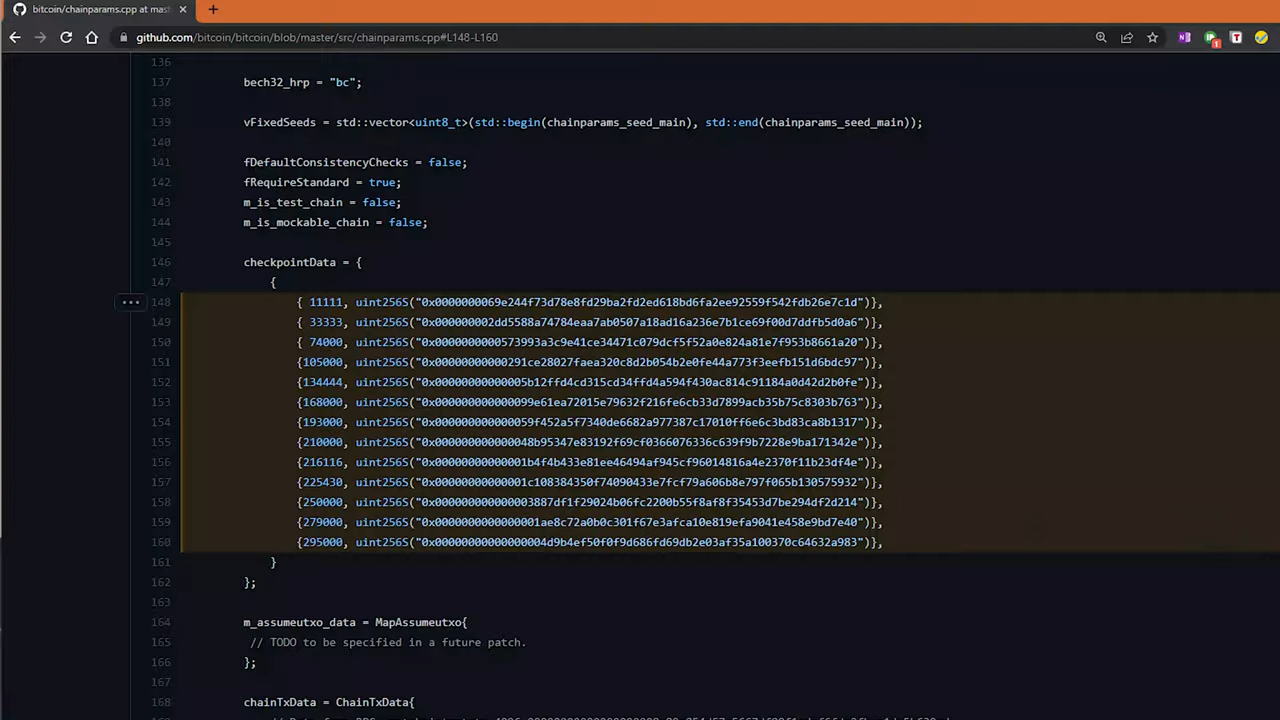 bitcoin/chainparams.cpp at mas
github.com/bitcoin/bitcoin/blob/master/src/chainparams.cpp#L148-L160
136
137 bech32_hrp = "bc";
138
139 vFixedSeeds = std::vector<uint8_t>(std::begin(chainparams_seed_main), std::end(chainparams_seed_main));
140
141 fDefaultConsistencyChecks = false;
142 fRequireStandard = true;
143 m_is_test_chain = false;
144 m_is_mockable_chain = false;
145
146 checkpointData = {
147 {
148 { 11111, uint256S("0x0000000069e244f73d78e8fd29ba2fd2ed618bd6fa2ee92559f542fdb26e7c1d")},
149 { 33333, uint256S("0x000000002dd5588a74784eaa7ab0507a18ad16a236e7b1ce69f00d7ddfb5d0a6")},
150 { 74000, uint256S("0x0000000000573993a3c9e41ce34471c079dcf5f52a0e824a81e7f953b8661a20")},
151 {105000, uint256S("0x00000000000291ce28027faea320c8d2b054b2e0fe44a773f3eefb151d6bdc97")},
152 {134444, uint256S("0x00000000000005b12ffd4cd315cd34ffd4a594f430ac814c91184a0d42d2b0fe")},
153 {168000, uint256S("0x000000000000099e61ea72015e79632f216fe6cb33d7899acb35b75c8303b763")},
154 {193000, uint256S("0x000000000000059f452a5f7340de6682a977387c17010ff6e6c3bd83ca8b1317")},
155 {210000, uint256S("0x000000000000048b95347e83192f69cf0366076336c639f9b7228e9ba171342e")},
156 {216116, uint256S("0x00000000000001b4f4b433e81ee46494af945cf96014816a4e2370f11b23df4e")},
157 {225430, uint256S("0x00000000000001c108384350f74090433e7fcf79a606b8e797f065b130575932")},
158 {250000, uint256S("0x000000000000003887df1f29024b06fc2200b55f8af8f35453d7be294df2d214")},
159 {279000, uint256S("0x0000000000000001ae8c72a0b0c301f67e3afca10e819efa9041e458e9bd7e40")},
160 {295000, uint256S("0x00000000000000004d9b4ef50f0f9d686fd69db2e03af35a100370c64632a983")},
161 }
162 };
163
164 m_assumeutxo_data = MapAssumeutxo{
165 // TODO to be specified in a future patch.
166 };
168 chainTxData = ChainTxData{